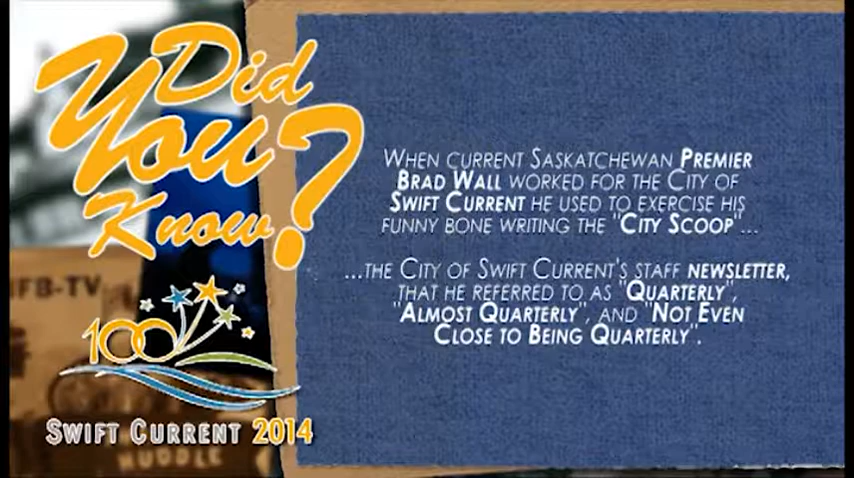 Did
You
Know?
WHEN CURRENT SASKATCHEWAN PREMIER
BRAD WALL WORKED FOR THE CITY OF
SWIFT CURRENT HE USED TO EXERCISE HIS
FUNNY BONE WRITING THE "CITY SCOOP"...
...THE CITY OF SWIFT CURRENT'S STAFF NEWSLETTER,
THAT HE REFERRED TO AS "QUARTERLY",
"ALMOST QUARTERLY", AND "NOT EVEN
CLOSE TO BEING QUARTERLY".
FB-TV
100
SWIFT CURRENT 2014
HUDDLE